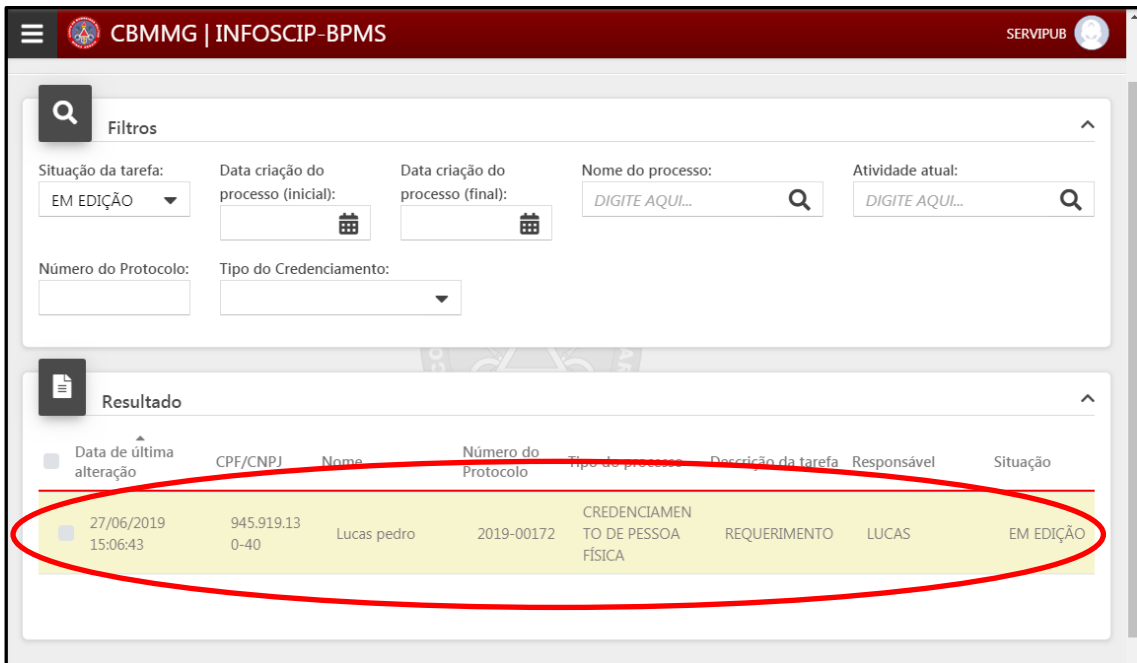 CBMMG | INFOSCIP-BPMS
SERVIPUB
Filtros
Situação da tarefa:
EM EDIÇÃO
Data criação do
processo (inicial):
Data criação do
processo (final):
Nome do processo:
DIGITE AQUI...
Atividade atual:
DIGITE AQUI...
Número do Protocolo:
Tipo do Credenciamento:
Resultado
Data de última
alteração
CPF/CNPJ
Nome
Número do
Protocolo
Tipo do processo
Descrição da tarefa
Responsável
Situação
27/06/2019
15:06:43
945.919.13
0-40
Lucas pedro
2019-00172
CREDENCIAMEN
TO DE PESSOA
FÍSICA
REQUERIMENTO
LUCAS
EM EDIÇÃO